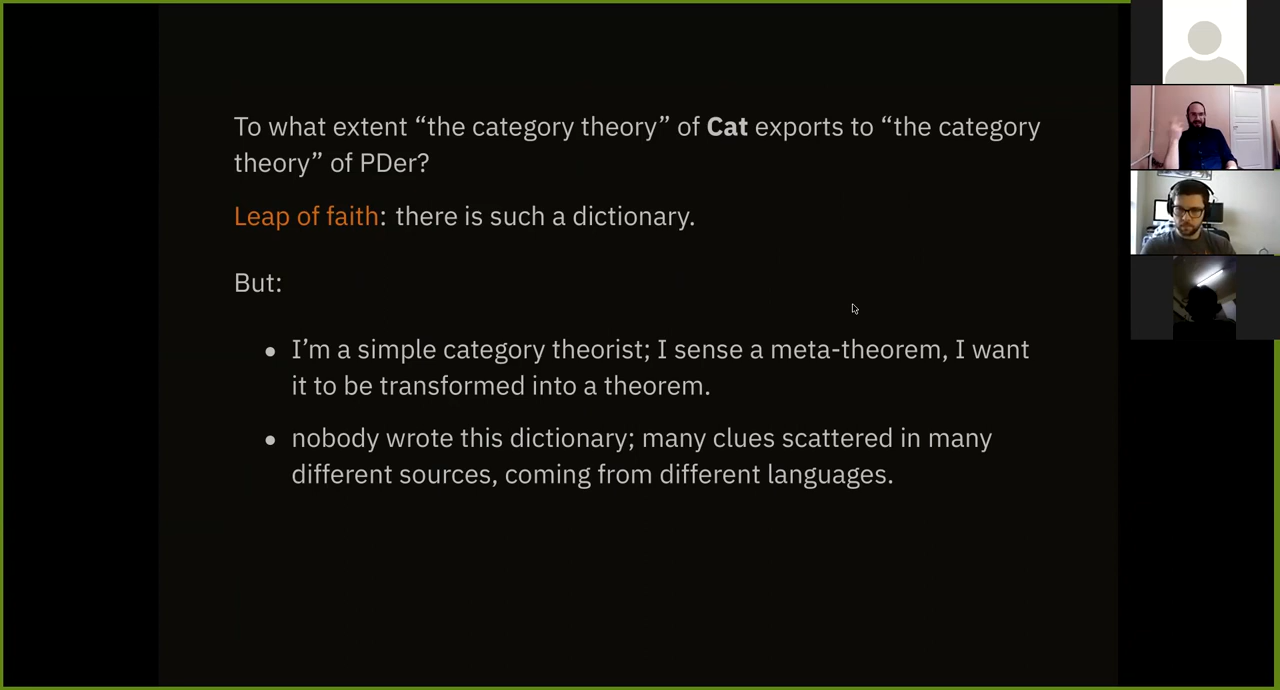 To what extent “the category theory” of Cat exports to “the category
theory” of PDer?
Leap of faith: there is such a dictionary.
But:
• I’m a simple category theorist; I sense a meta-theorem, I want
it to be transformed into a theorem.
• nobody wrote this dictionary; many clues scattered in many
different sources, coming from different languages.